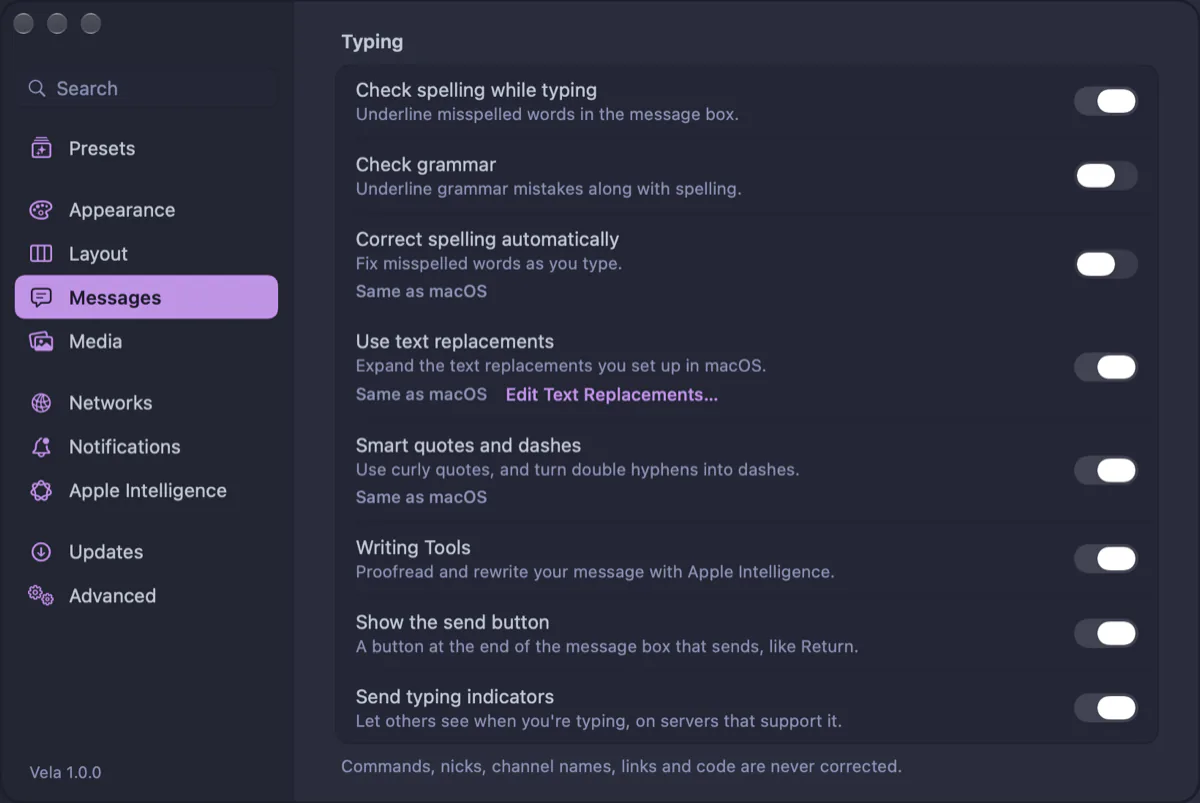 Search
Presets
Appearance
Layout
Messages
Media
Networks
Notifications
Apple Intelligence
Updates
Advanced
Vela 1.0.0
Typing
Check spelling while typing
Underline misspelled words in the message box.
Check grammar
Underline grammar mistakes along with spelling.
Correct spelling automatically
Fix misspelled words as you type.
Same as macOS
Use text replacements
Expand the text replacements you set up in macOS.
Same as macOS Edit Text Replacements...
Smart quotes and dashes
Use curly quotes, and turn double hyphens into dashes.
Same as macOS
Writing Tools
Proofread and rewrite your message with Apple Intelligence.
Show the send button
A button at the end of the message box that sends, like Return.
Send typing indicators
Let others see when you're typing, on servers that support it.
Commands, nicks, channel names, links and code are never corrected.